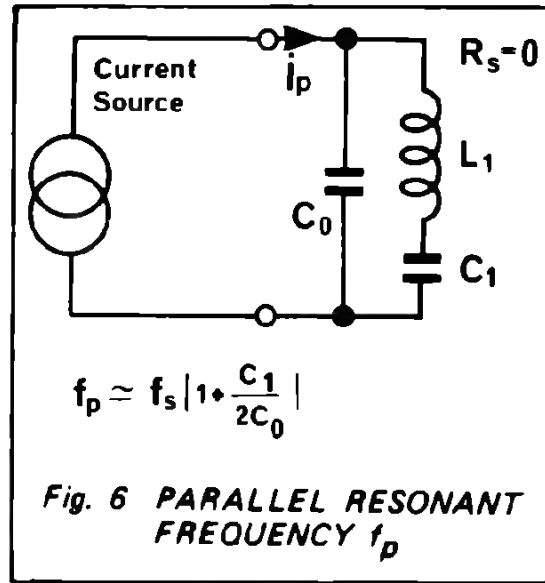 Current
Source
i_p
R_s=0
L_1
C_0
C_1
f_p ≃ f_s |1+ C_1/2C_0 |
Fig. 6 PARALLEL RESONANT
FREQUENCY f_p